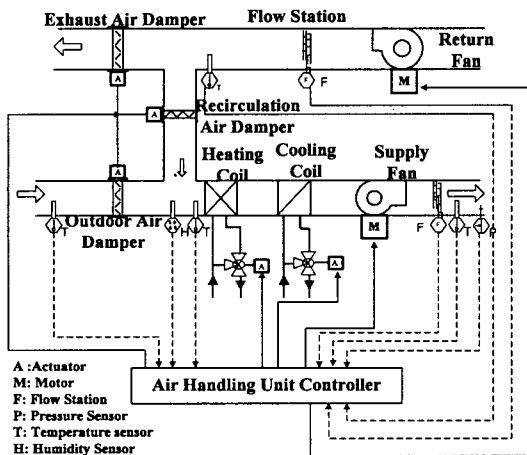 Exhaust Air Damper
Flow Station
Return
Fan
A
T
F
M
A
Recirculation
Air Damper
A
Heating
Coil
Cooling
Coil
Supply
Fan
Outdoor Air
Damper
T
H
T
F
T
P
M
A
A
Air Handling Unit Controller
A :Actuator
M: Motor
F: Flow Station
P: Pressure Sensor
T: Temperature sensor
H: Humidity Sensor